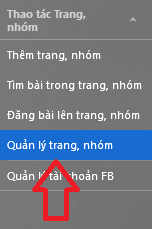 Thao tác Trang,
nhóm
Thêm trang, nhóm
Tìm bài trong trang, nhóm
Đăng bài lên trang, nhóm
Quản lý trang, nhóm
Quản lý tài khoản FB